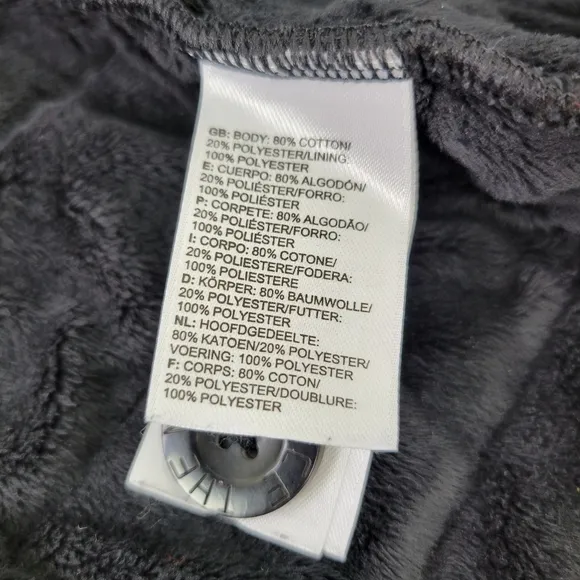 GB: BODY: 80% COTTON/
20% POLYESTER/LINING:
100% POLYESTER
E: CUERPO: 80% ALGODÓN/
20% POLIÉSTER/FORRO:
100% POLIÉSTER
P: CORPETE: 80% ALGODÃO/
20% POLIÉSTER/FORRO:
100% POLIÉSTER
I: CORPO: 80% COTONE/
20% POLIESTERE/FODERA:
100% POLIESTERE
D: KÖRPER: 80% BAUMWOLLE/
20% POLYESTER/FUTTER:
100% POLYESTER
NL: HOOFDGEDEELTE:
80% KATOEN/20% POLYESTER/
VOERING: 100% POLYESTER
F: CORPS: 80% COTON/
20% POLYESTER/DOUBLURE:
100% POLYESTER